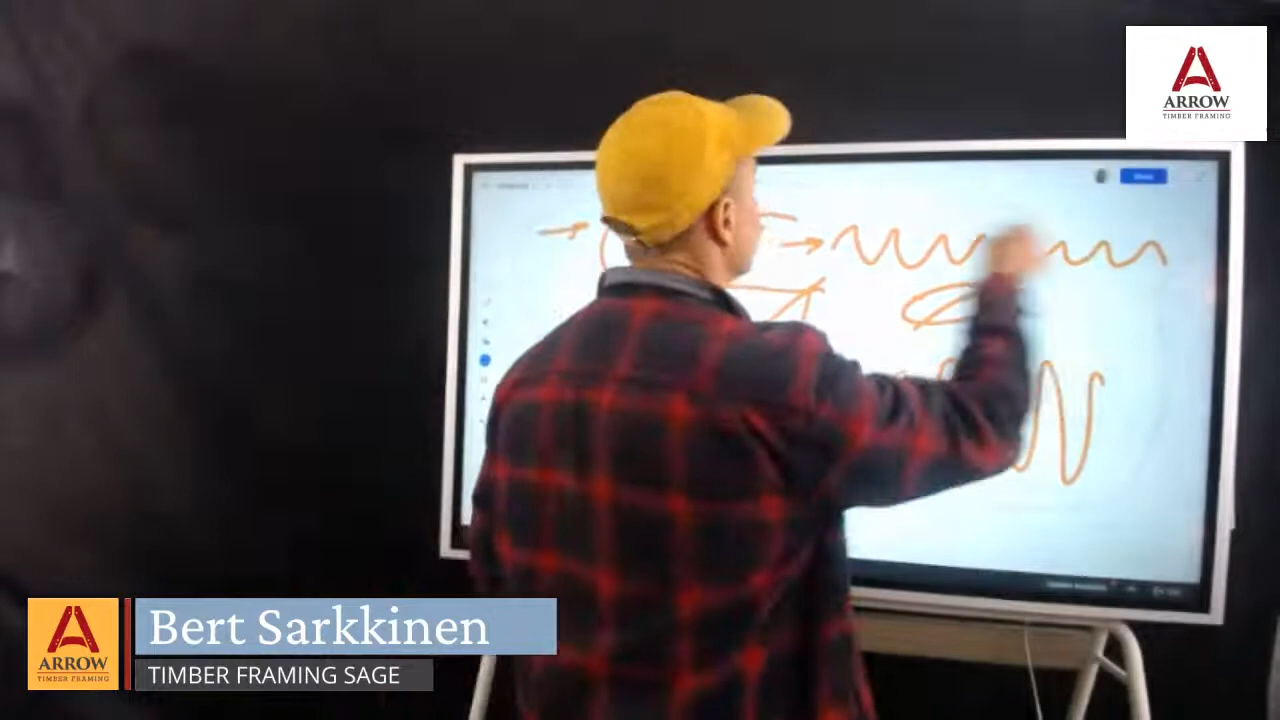 ARROW
TIMBER FRAMING
Bert Sarkkinen
TIMBER FRAMING SAGE
ARROW
TIMBER FRAMING